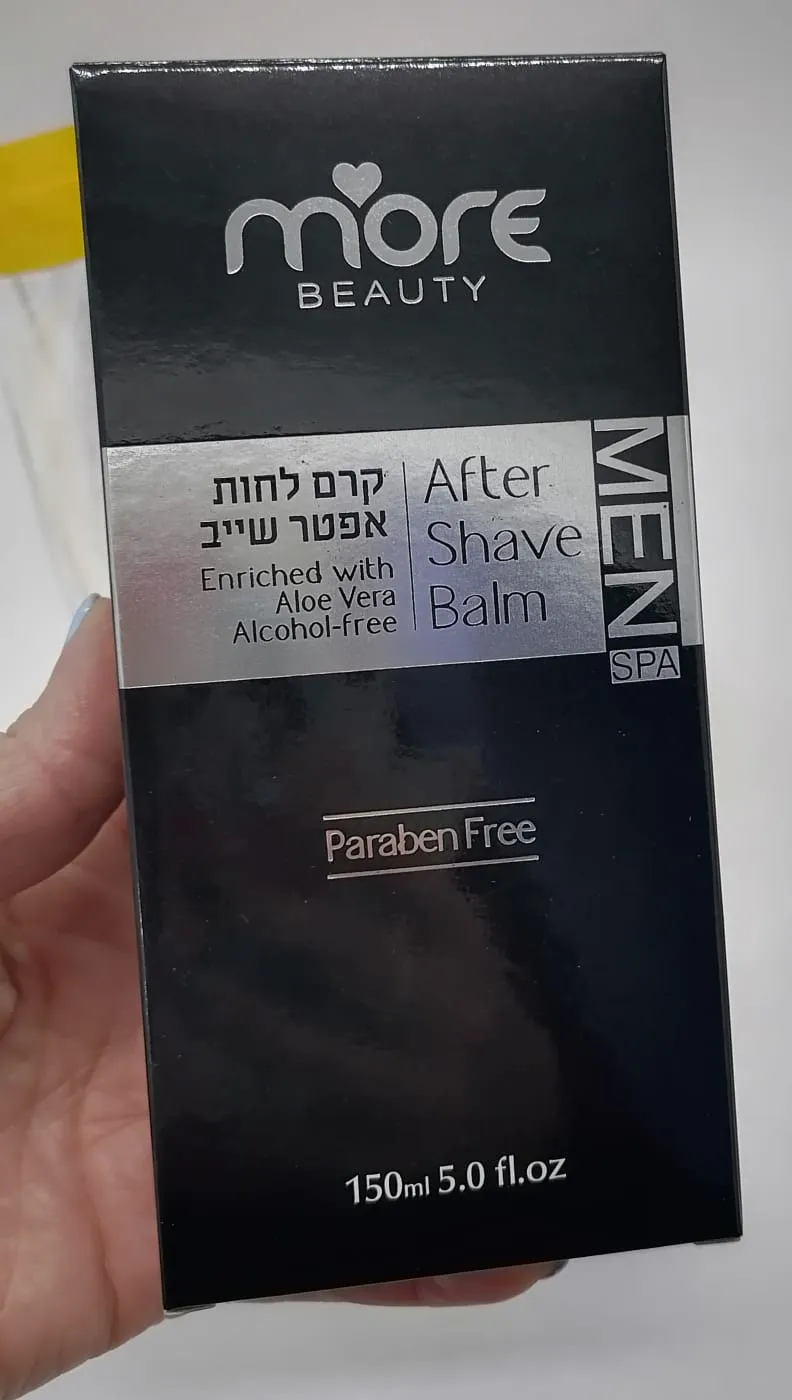 more
BEAUTY
קרם לחות
אפטר שייב
Enriched with
Aloe Vera
Alcohol-free
After
Shave
Balm
MEN
SPA
Paraben Free
150ml 5.0 fl.oz